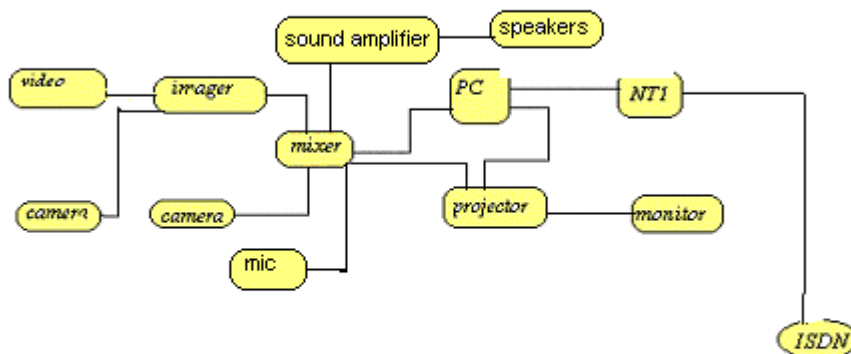 speakers
sound amplifier
video
imager
PC
NT1
mixer
camera
camera
projector
monitor
mic
ISDN